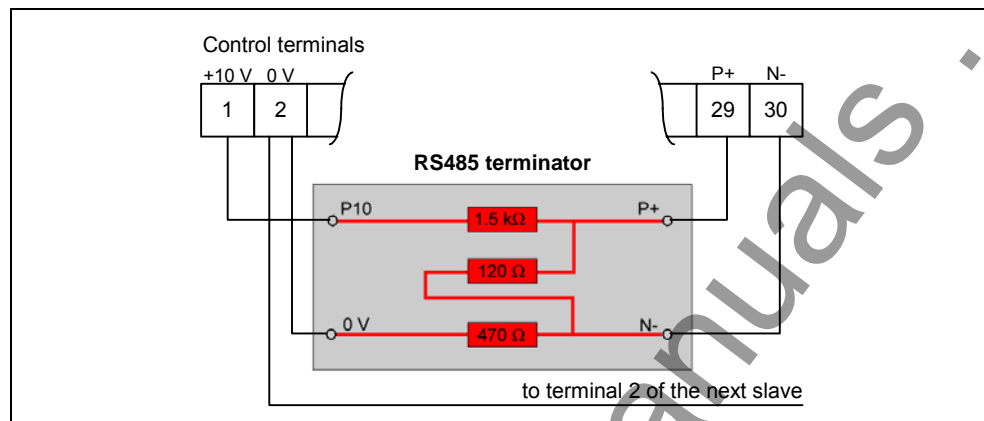 Control terminals
+10 V 0 V P+ N-
1 2 29 30
RS485 terminator
P10 1.5 kΩ P+
120 Ω
0 V 470 Ω N-
to terminal 2 of the next slave
anuals .